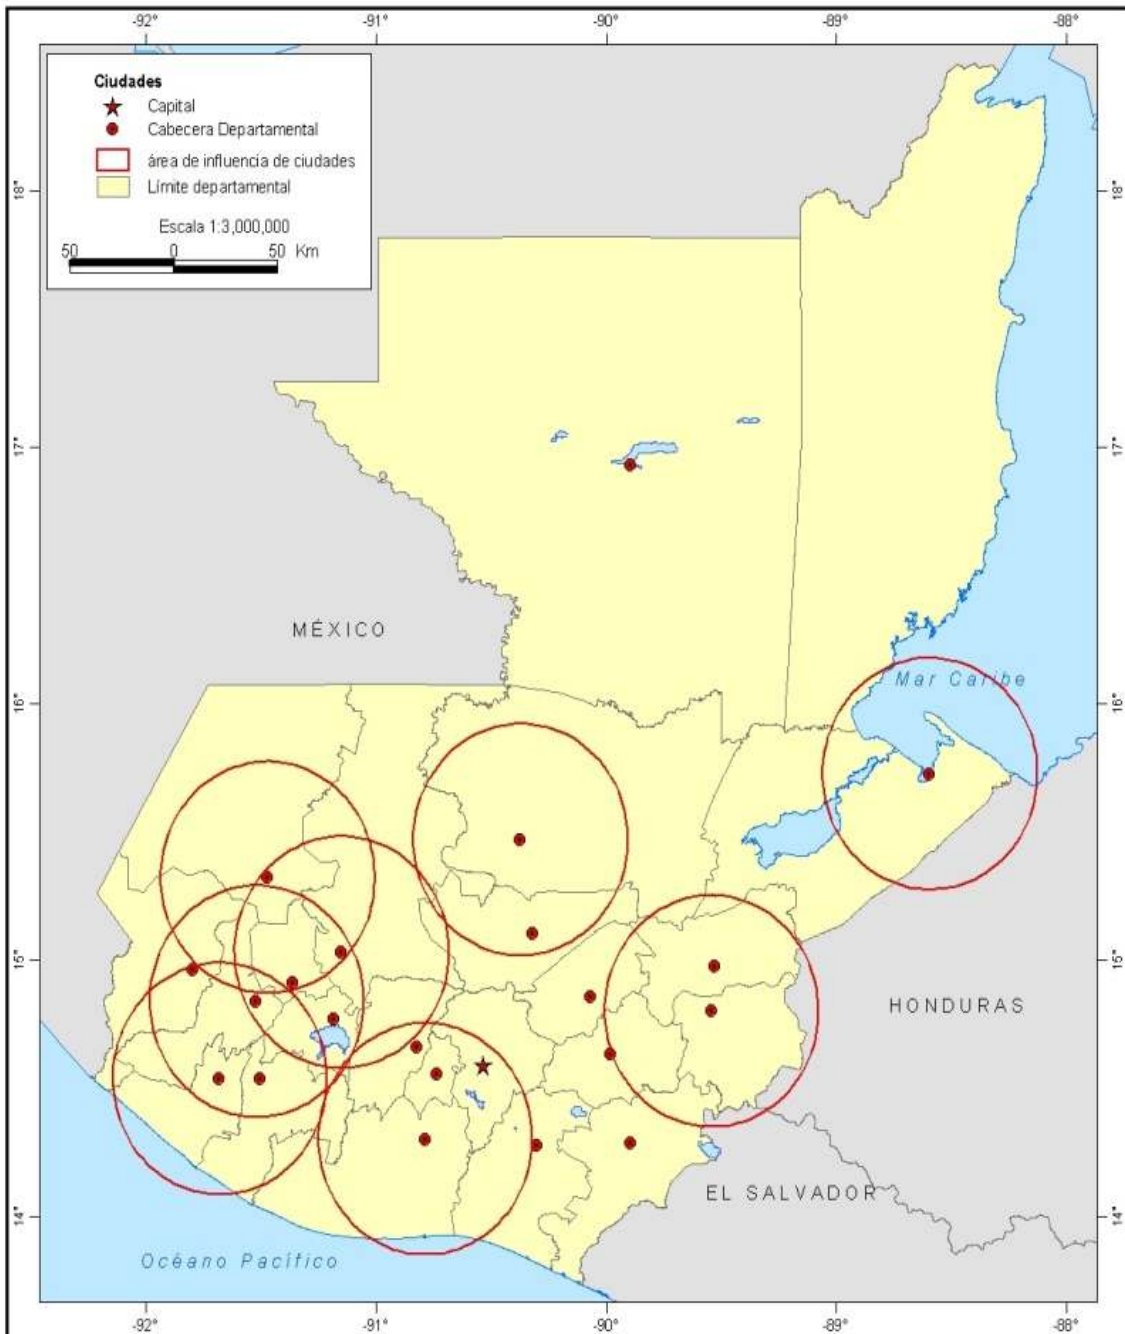 -92° -91° -90° -89° -88°
Ciudades
Capital
Cabecera Departamental
área de influencia de ciudades
Límite departamental
Escala 1:3,000,000
50 0 50 Km
18° 18°
17° 17°
MÉXICO
Mar Caribe
16° 16°
15° 15°
HONDURAS
EL SALVADOR
14° 14°
Océano Pacífico
-92° -91° -90° -89° -88°